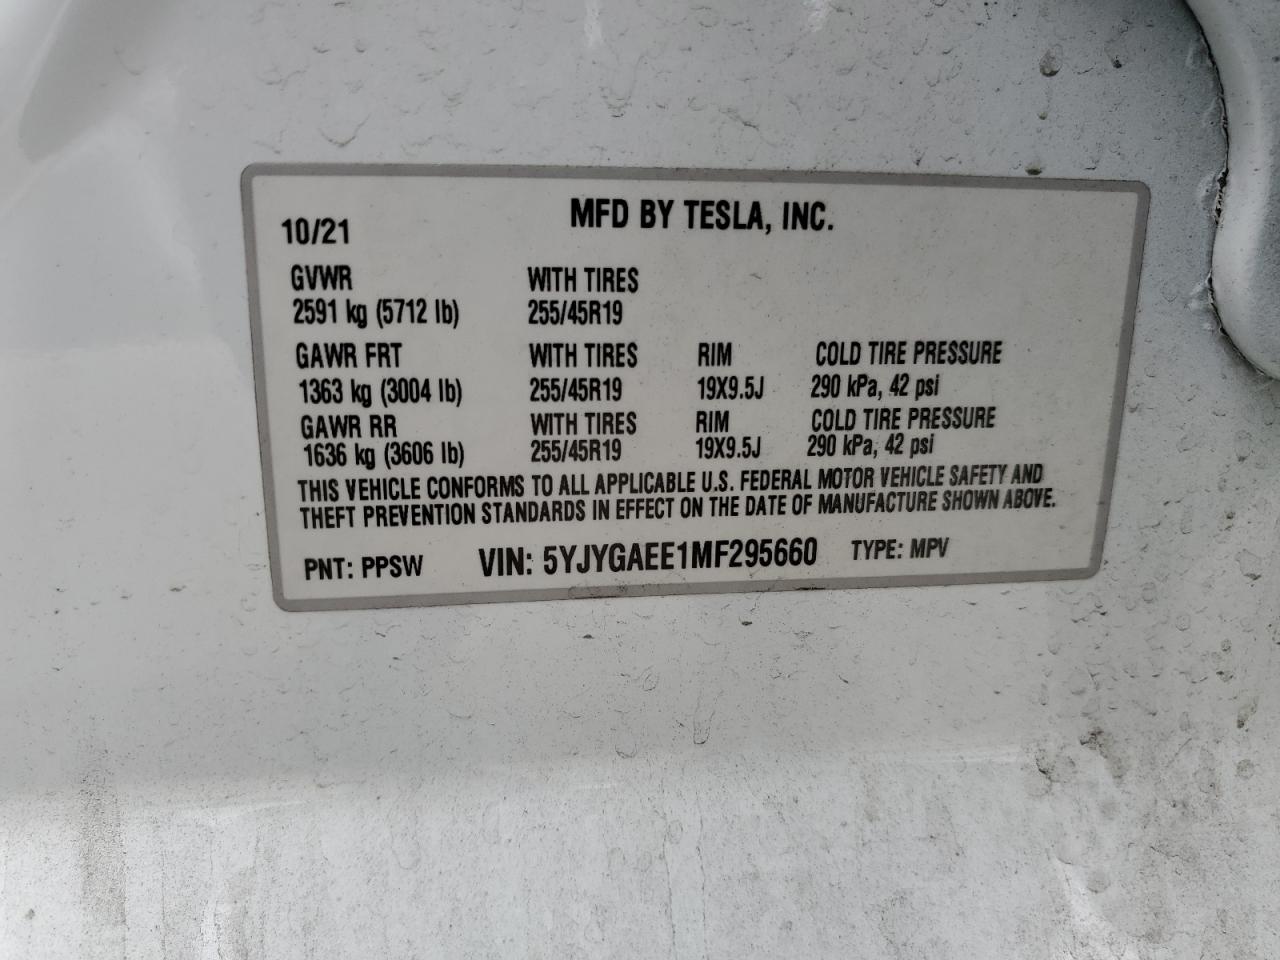 MFD BY TESLA, INC.
10/21
GVWR WITH TIRES
2591 kg (5712 lb) 255/45R19
GAWR FRT WITH TIRES RIM COLD TIRE PRESSURE
1363 kg (3004 lb) 255/45R19 19X9.5J 290 kPa, 42 psi
GAWR RR WITH TIRES RIM COLD TIRE PRESSURE
1636 kg (3606 lb) 255/45R19 19X9.5J 290 kPa, 42 psi
THIS VEHICLE CONFORMS TO ALL APPLICABLE U.S. FEDERAL MOTOR VEHICLE SAFETY AND
THEFT PREVENTION STANDARDS IN EFFECT ON THE DATE OF MANUFACTURE SHOWN ABOVE.
PNT: PPSW VIN: 5YJYGAEE1MF295660 TYPE: MPV